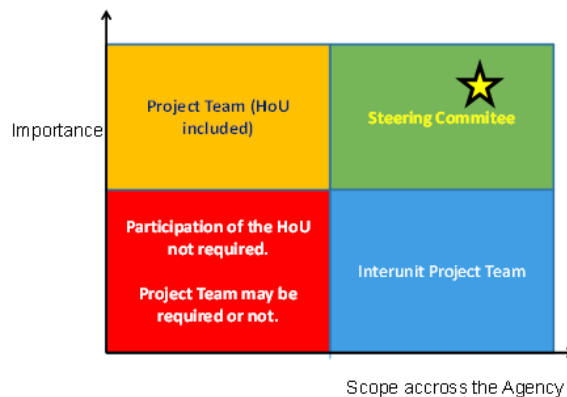 Project Team (HoU
included)
Steering Commitee
Importance
Participation of the HoU
not required.
Project Team may be
required or not.
Interunit Project Team
Scope accross the Agency